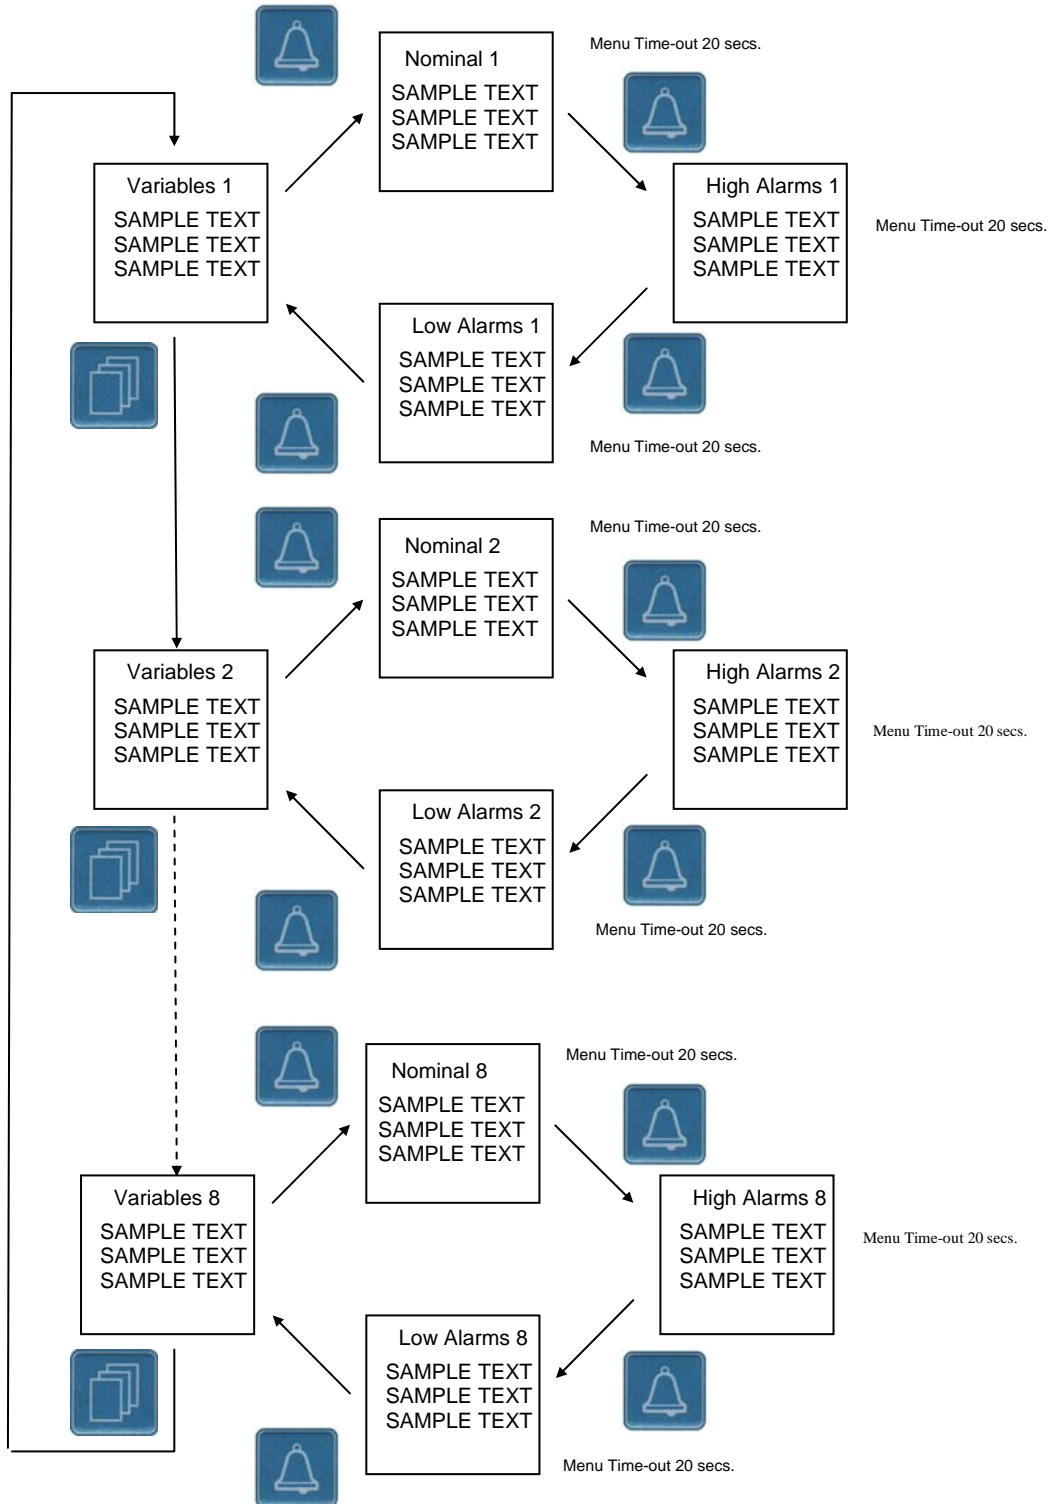 Nominal 1
SAMPLE TEXT
SAMPLE TEXT
SAMPLE TEXT
Menu Time-out 20 secs.
Variables 1
SAMPLE TEXT
SAMPLE TEXT
SAMPLE TEXT
High Alarms 1
SAMPLE TEXT
SAMPLE TEXT
SAMPLE TEXT
Menu Time-out 20 secs.
Low Alarms 1
SAMPLE TEXT
SAMPLE TEXT
SAMPLE TEXT
Menu Time-out 20 secs.
Nominal 2
SAMPLE TEXT
SAMPLE TEXT
SAMPLE TEXT
Menu Time-out 20 secs.
Variables 2
SAMPLE TEXT
SAMPLE TEXT
SAMPLE TEXT
High Alarms 2
SAMPLE TEXT
SAMPLE TEXT
SAMPLE TEXT
Menu Time-out 20 secs.
Low Alarms 2
SAMPLE TEXT
SAMPLE TEXT
SAMPLE TEXT
Menu Time-out 20 secs.
Nominal 8
SAMPLE TEXT
SAMPLE TEXT
SAMPLE TEXT
Menu Time-out 20 secs.
Variables 8
SAMPLE TEXT
SAMPLE TEXT
SAMPLE TEXT
High Alarms 8
SAMPLE TEXT
SAMPLE TEXT
SAMPLE TEXT
Menu Time-out 20 secs.
Low Alarms 8
SAMPLE TEXT
SAMPLE TEXT
SAMPLE TEXT
Menu Time-out 20 secs.